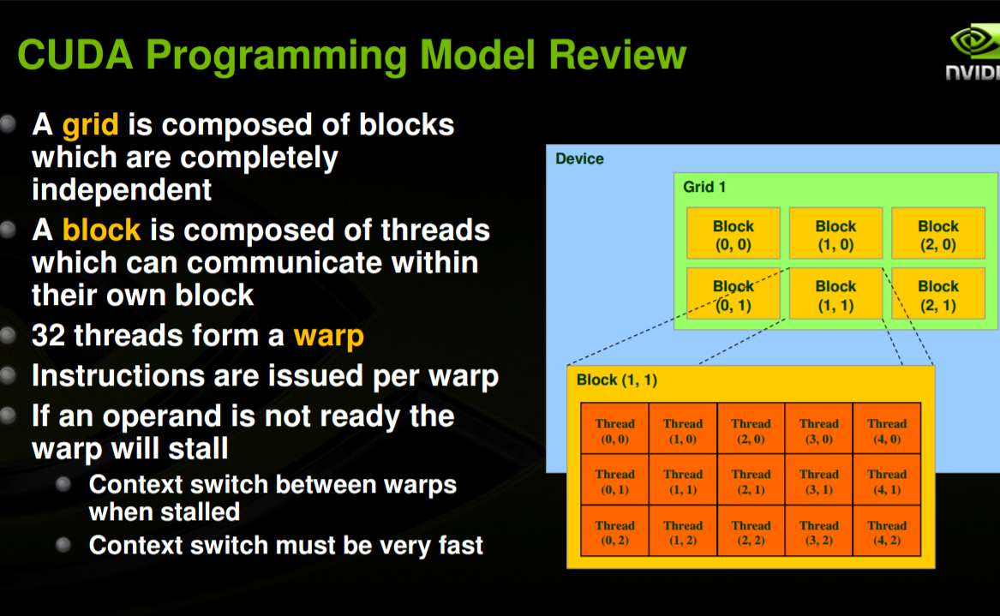 CUDA Programming Model Review
A grid is composed of blocks
which are completely
independent
A block is composed of threads
which can communicate within
their own block
32 threads form a warp
Instructions are issued per warp
If an operand is not ready the
warp will stall
Context switch between warps
when stalled
Context switch must be very fast
NVIDI
Device
Grid 1
Block (0, 0)
Block (1, 0)
Block (2, 0)
Block (0, 1)
Block (1, 1)
Block (2, 1)
Block (1, 1)
Thread (0, 0)
Thread (1, 0)
Thread (2, 0)
Thread (3, 0)
Thread (4, 0)
Thread (0, 1)
Thread (1, 1)
Thread (2, 1)
Thread (3, 1)
Thread (4, 1)
Thread (0, 2)
Thread (1, 2)
Thread (2, 2)
Thread (3, 2)
Thread (4, 2)